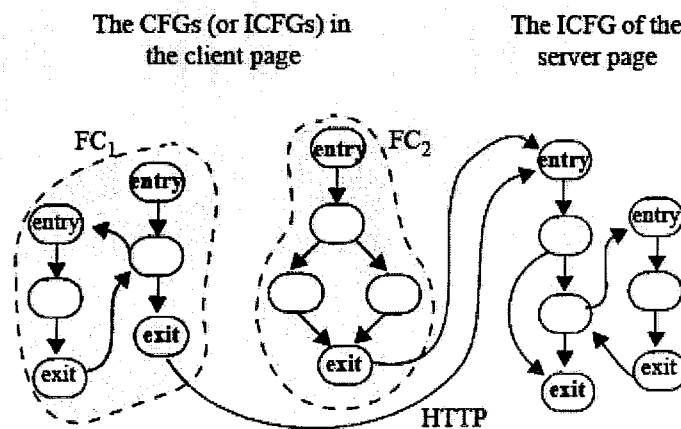 The CFGs (or ICFGs) in
the client page
The ICFG of the
server page
FC1
entry
entry
exit
exit
entry
FC2
exit
entry
entry
exit
exit
HTTP